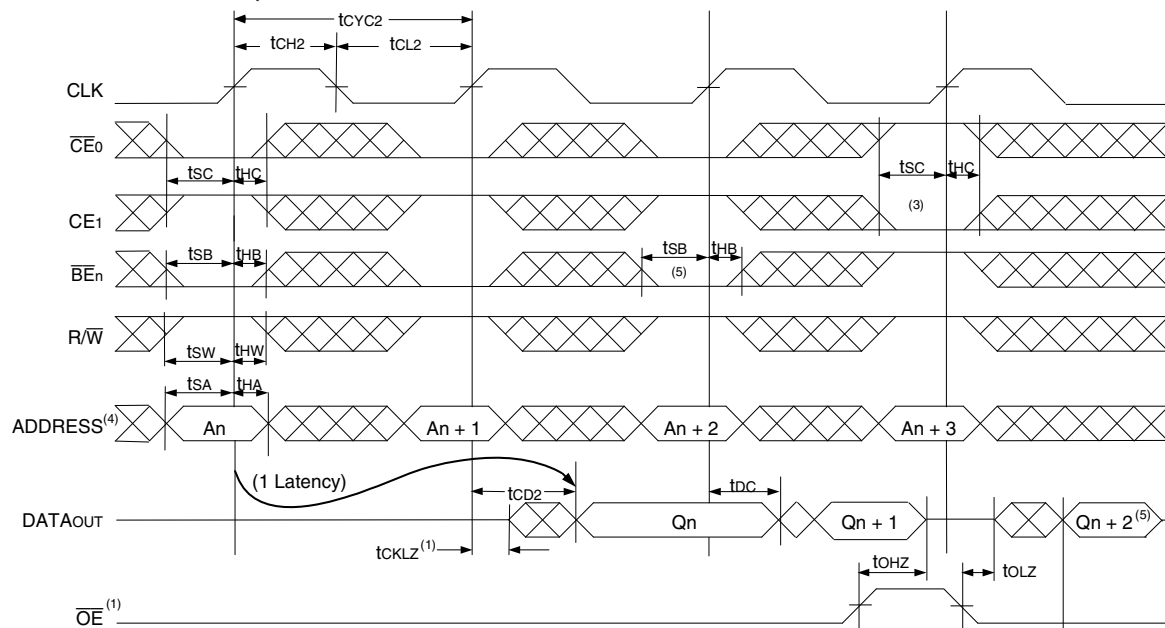 tCYC2
tCH2 tCL2
CLK
CE0
tSC tHC tSC tHC
(3)
CE1
tSB tHB tSB tHB
BEn (5)
R/W
tSW tHW
tSA tHA
ADDRESS(4) An An + 1 An + 2 An + 3
(1 Latency) tCD2 tDC
DATAOUT Qn Qn + 1 Qn + 2(5)
tCKLZ(1) tOHZ tOLZ
OE(1)